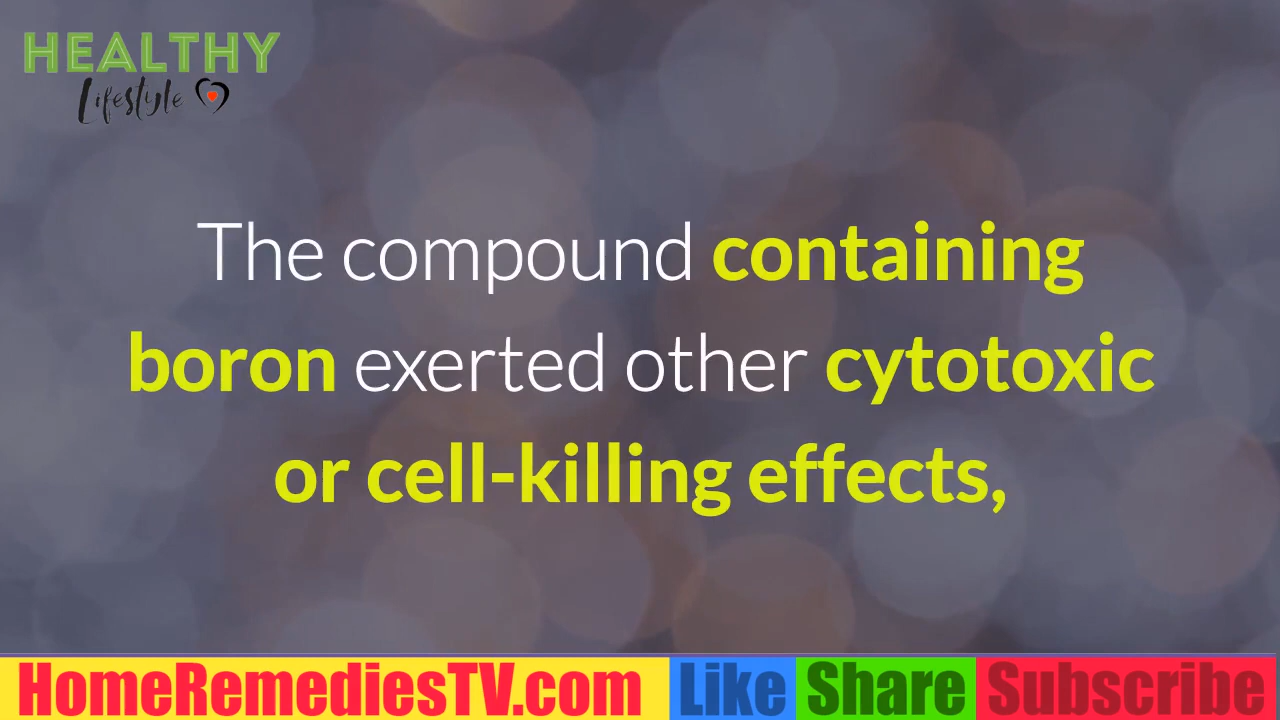 HEALTHY
Lifestyle
The compound containing
boron exerted other cytotoxic
or cell-killing effects,
HomeRemediesTV.com Like Share Subscribe